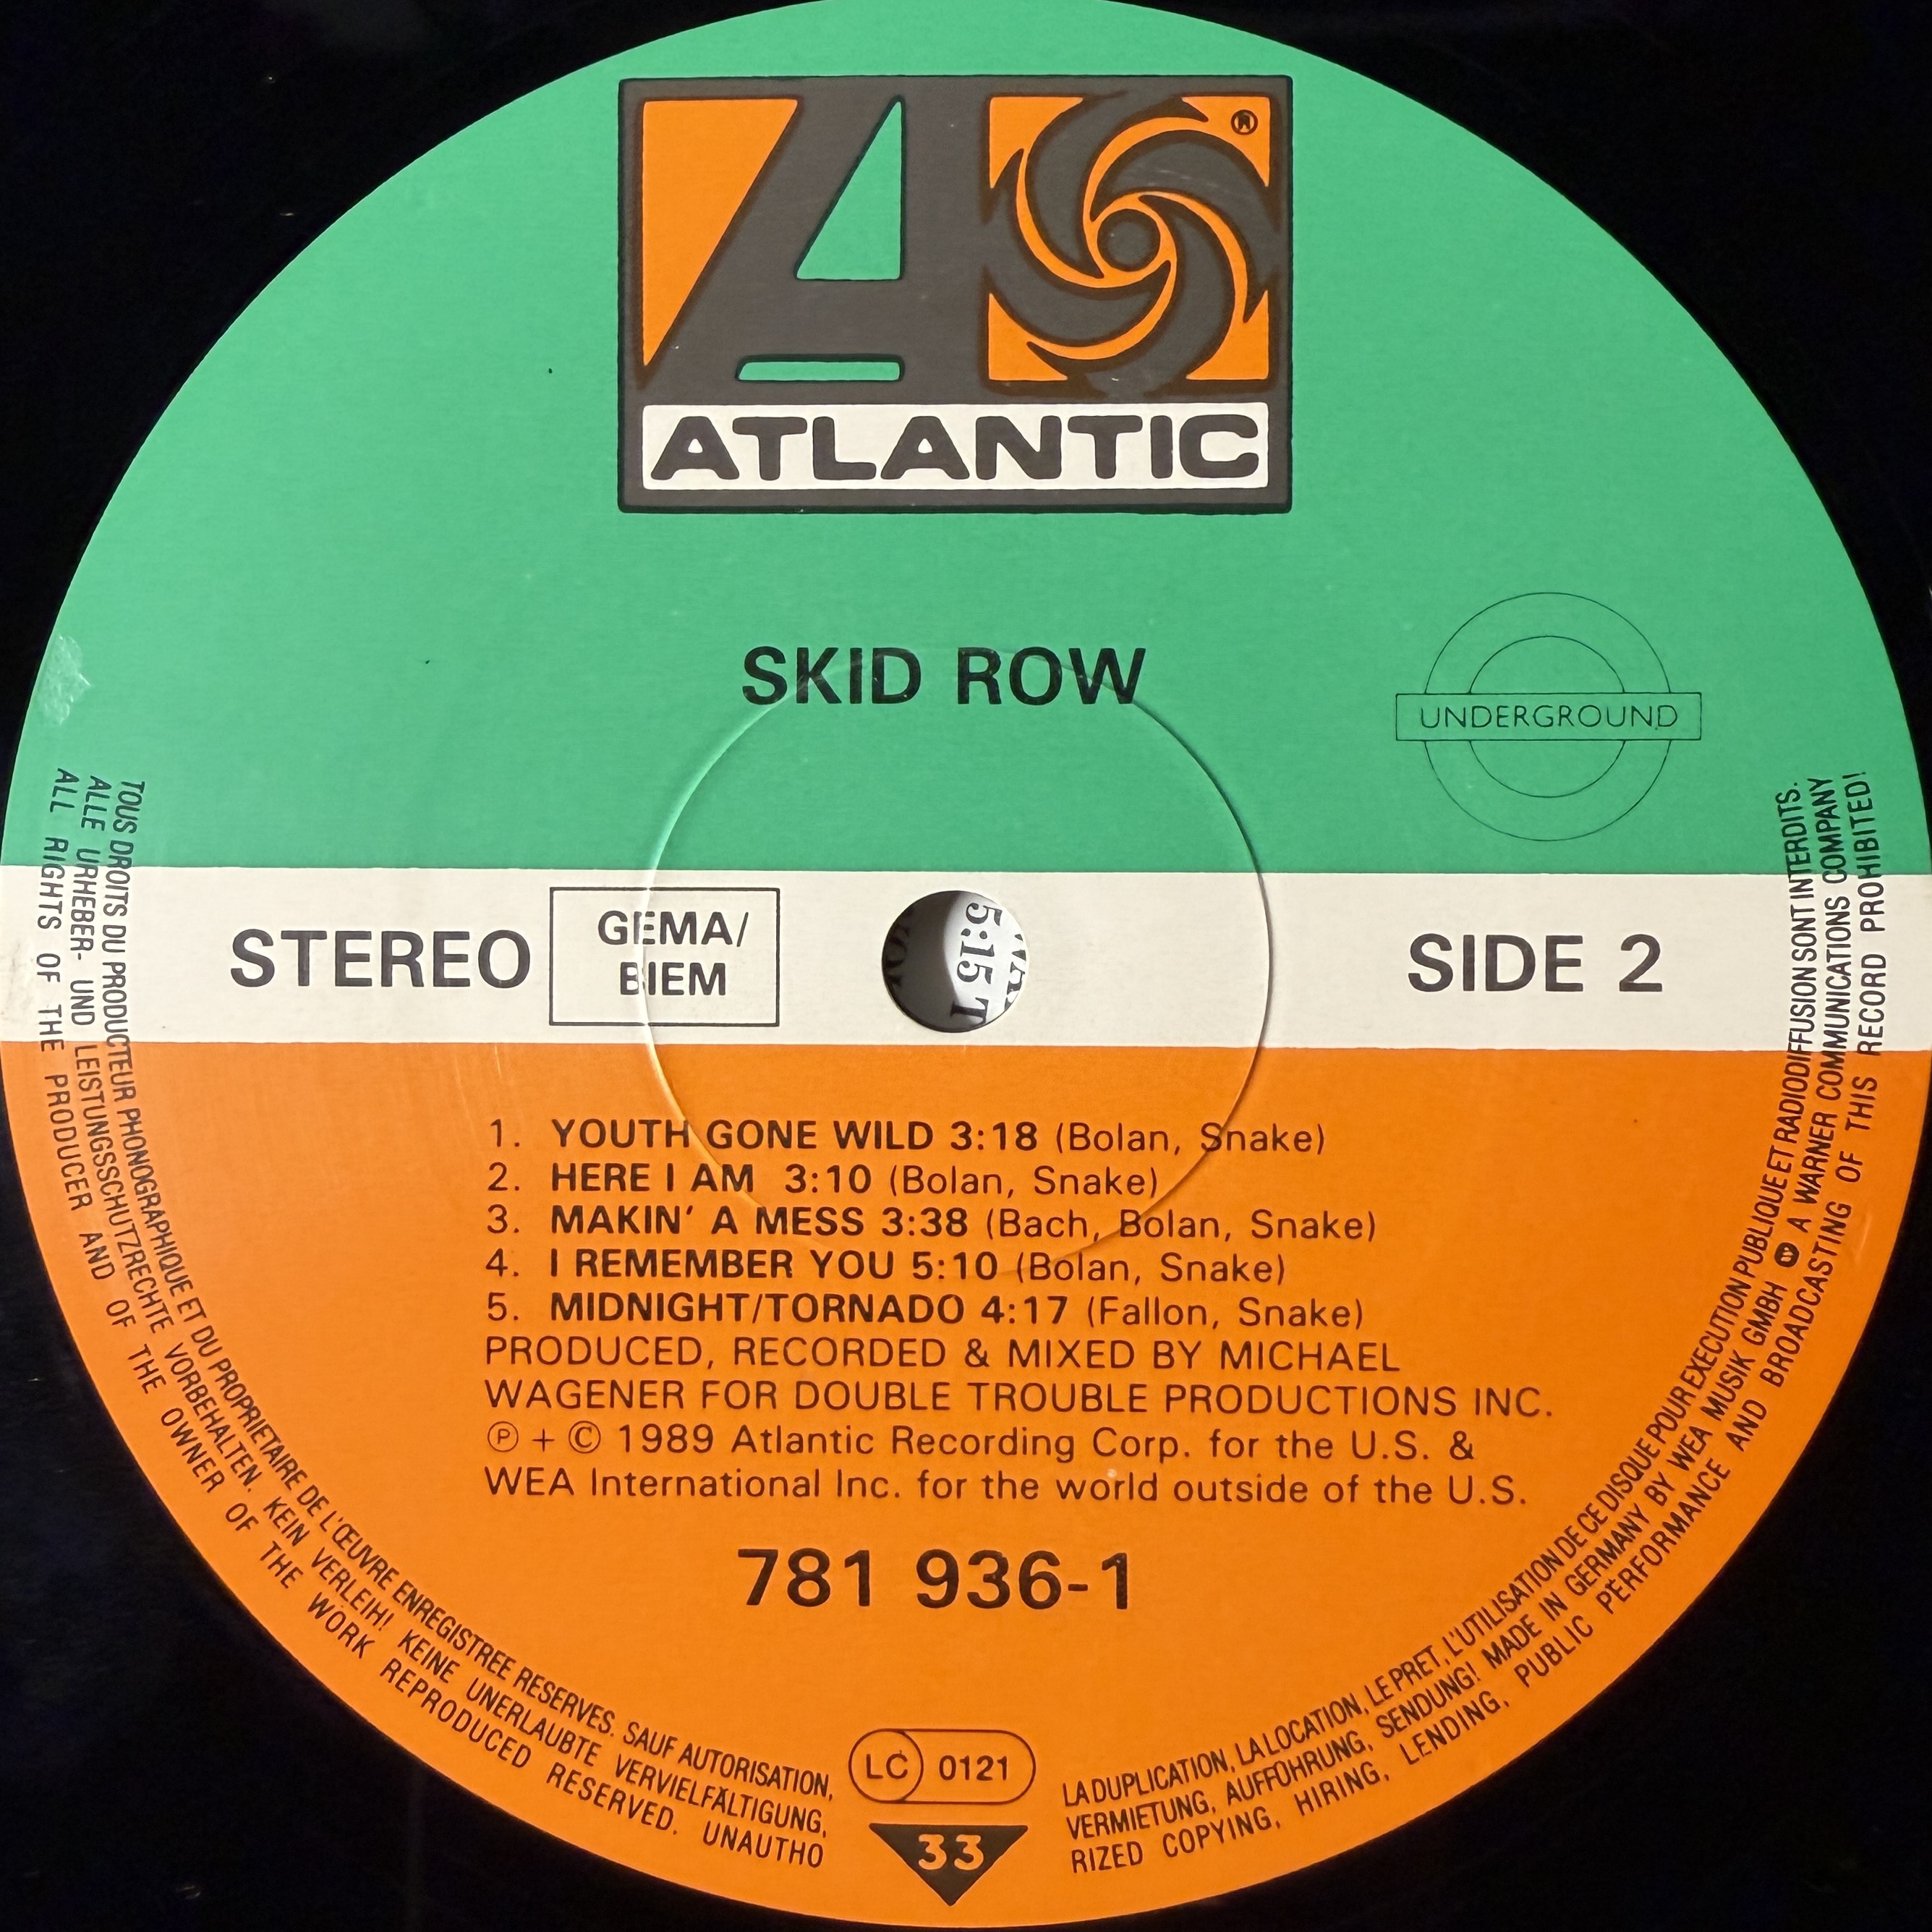 ®
ATLANTIC
SKID ROW
UNDERGROUND
STEREO
GEMA/
BIEM
5:15 T
SIDE 2
1. YOUTH GONE WILD 3:18 (Bolan, Snake)
2. HERE I AM 3:10 (Bolan, Snake)
3. MAKIN' A MESS 3:38 (Bach, Bolan, Snake)
4. I REMEMBER YOU 5:10 (Bolan, Snake)
5. MIDNIGHT/TORNADO 4:17 (Fallon, Snake)
PRODUCED, RECORDED & MIXED BY MICHAEL
WAGENER FOR DOUBLE TROUBLE PRODUCTIONS INC.
℗ + © 1989 Atlantic Recording Corp. for the U.S. &
WEA International Inc. for the world outside of the U.S.
781 936-1
LC 0121
33
TOUS DROITS DU PRODUCTEUR PHONOGRAPHIQUE ET DU PROPRIETAIRE DE L'ŒUVRE ENREGISTREE RESERVES. SAUF AUTORISATION, LA DUPLICATION, LA LOCATION, LE PRET, L'UTILISATION DE CE DISQUE POUR EXECUTION PUBLIQUE ET RADIODIFFUSION SONT INTERDITS.
ALLE URHEBER- UND LEISTUNGSSCHUTZRECHTE VORBEHALTEN. KEIN VERLEIH! KEINE UNERLAUBTE VERVIELFÄLTIGUNG, VERMIETUNG, AUFFÜHRUNG, SENDUNG! MADE IN GERMANY BY WEA MUSIK GMBH A WARNER COMMUNICATIONS COMPANY
ALL RIGHTS OF THE PRODUCER AND OF THE OWNER OF THE WORK REPRODUCED RESERVED. UNAUTHORIZED COPYING, HIRING, LENDING, PUBLIC PERFORMANCE AND BROADCASTING OF THIS RECORD PROHIBITED!